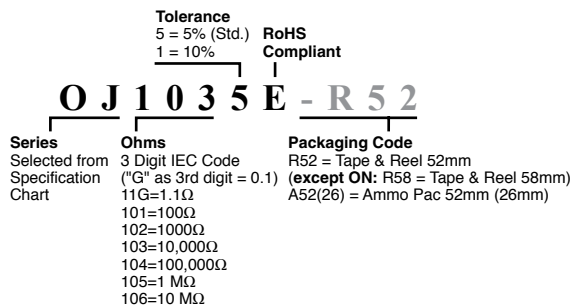 Tolerance
5 = 5% (Std.)
1 = 10%
RoHS
Compliant
O J 1 0 3 5 E - R 5 2
Series
Selected from
Specification
Chart
Ohms
3 Digit IEC Code
("G" as 3rd digit = 0.1)
11G=1.1Ω
101=100Ω
102=1000Ω
103=10,000Ω
104=100,000Ω
105=1 MΩ
106=10 MΩ
Packaging Code
R52 = Tape & Reel 52mm
(except ON: R58 = Tape & Reel 58mm)
A52(26) = Ammo Pac 52mm (26mm)